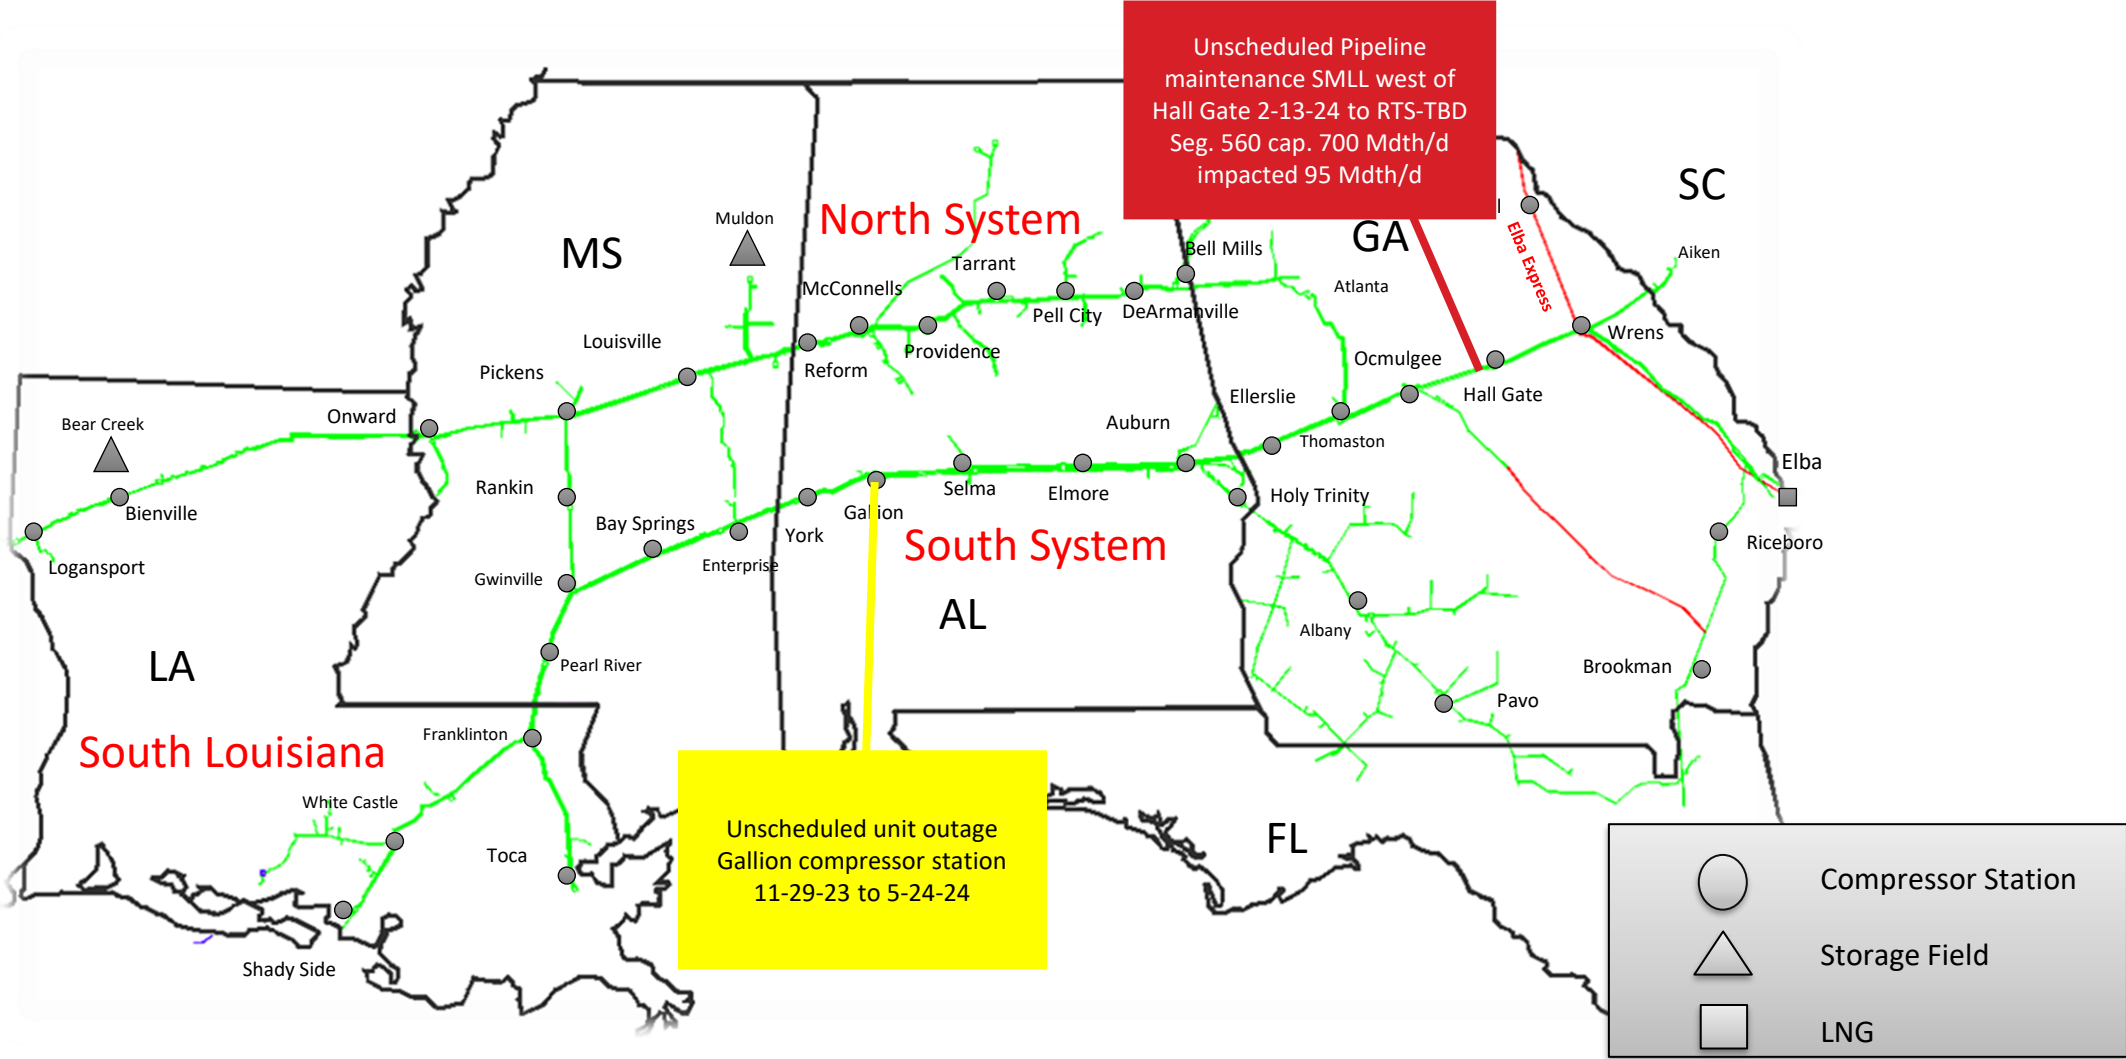 Unscheduled Pipeline
maintenance SMLL west of
Hall Gate 2-13-24 to RTS-TBD
Seg. 560 cap. 700 Mdth/d
impacted 95 Mdth/d
SC
l
Muldon
North System
MS
GA
Elba Express
Bell Mills
Aiken
Tarrant
McConnells
Atlanta
Pell City
DeArmanville
Wrens
Louisville
Providence
Ocmulgee
Pickens
Reform
Hall Gate
Ellerslie
Onward
Bear Creek
Auburn
Thomaston
Elba
Rankin
Selma
Elmore
Holy Trinity
Bienville
Gallion
Bay Springs
York
South System
Riceboro
Logansport
Enterprise
Gwinville
AL
Albany
LA
Pearl River
Brookman
Pavo
South Louisiana
Franklinton
White Castle
Unscheduled unit outage
Gallion compressor station
11-29-23 to 5-24-24
FL
Toca
Shady Side
Compressor Station
Storage Field
LNG